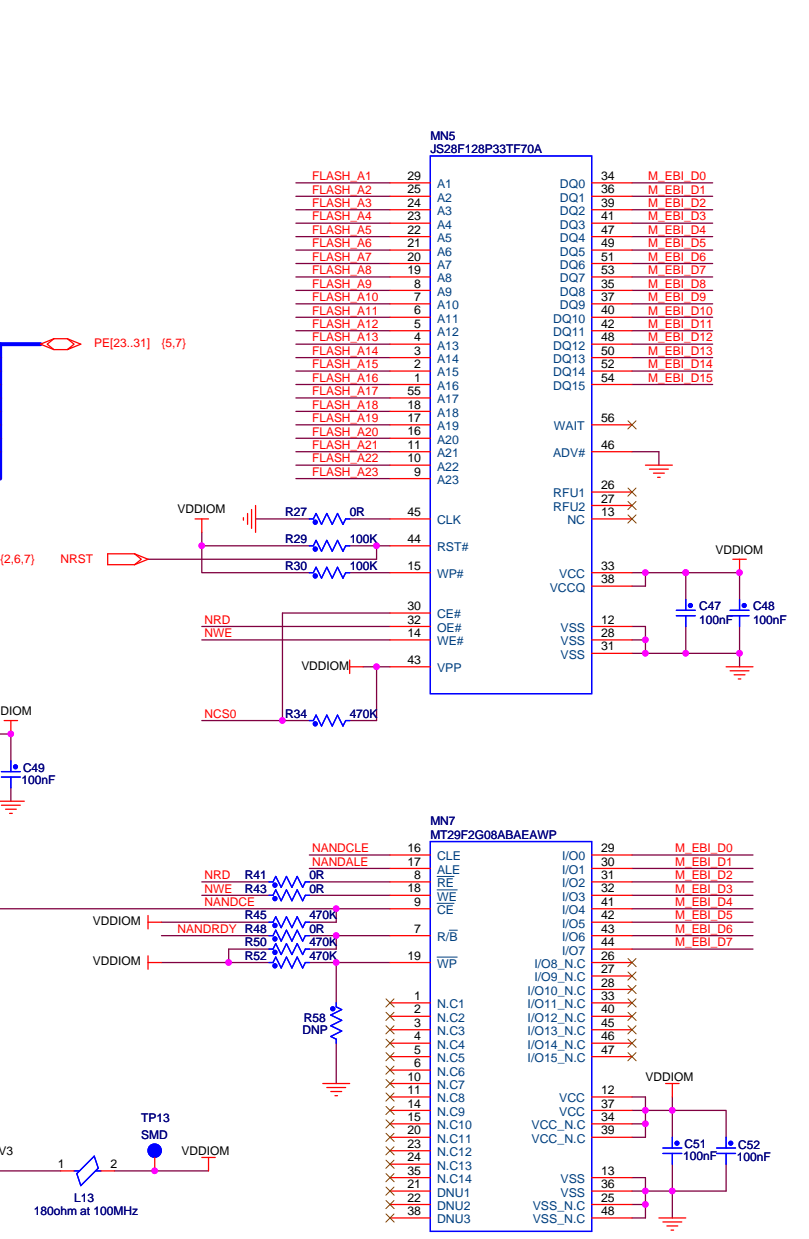 MN5
JS28F128P33TF70A
FLASH_A1 29 A1 DQ0 34 M_EBI_D0
FLASH_A2 25 A2 DQ1 36 M_EBI_D1
FLASH_A3 24 A3 DQ2 39 M_EBI_D2
FLASH_A4 23 A4 DQ3 41 M_EBI_D3
FLASH_A5 22 A5 DQ4 47 M_EBI_D4
FLASH_A6 21 A6 DQ5 49 M_EBI_D5
FLASH_A7 20 A7 DQ6 51 M_EBI_D6
FLASH_A8 19 A8 DQ7 53 M_EBI_D7
FLASH_A9 8 A9 DQ8 35 M_EBI_D8
FLASH_A10 7 A10 DQ9 37 M_EBI_D9
FLASH_A11 6 A11 DQ10 40 M_EBI_D10
FLASH_A12 5 A12 DQ11 42 M_EBI_D11
FLASH_A13 4 A13 DQ12 48 M_EBI_D12
PE[23..31] {5,7}
FLASH_A14 3 A14 DQ13 50 M_EBI_D13
FLASH_A15 2 A15 DQ14 52 M_EBI_D14
FLASH_A16 1 A16 DQ15 54 M_EBI_D15
FLASH_A17 55 A17
FLASH_A18 18 A18
FLASH_A19 17 A19 WAIT 56
FLASH_A20 16 A20
FLASH_A21 11 A21 ADV# 46
FLASH_A22 10 A22
FLASH_A23 9 A23
RFU1 26
RFU2 27
VDDIOM R27 0R 45 CLK NC 13
R29 100K 44 RST#
{2,6,7} NRST
VDDIOM
R30 100K 15 WP# VCC 33
VCCQ 38
C47 100nF
C48 100nF
30 CE#
NRD 32 OE# VSS 12
NWE 14 WE# VSS 28
VSS 31
VDDIOM 43 VPP
NCS0 R34 470K
DIOM
C49
100nF
MN7
MT29F2G08ABAEAWP
NANDCLE 16 CLE I/O0 29 M_EBI_D0
NANDALE 17 ALE I/O1 30 M_EBI_D1
NRD R41 0R 8 RE I/O2 31 M_EBI_D2
NWE R43 0R 18 WE I/O3 32 M_EBI_D3
NANDCE 9 CE I/O4 41 M_EBI_D4
VDDIOM R45 470K I/O5 42 M_EBI_D5
NANDRDY R48 0R 7 R/B I/O6 43 M_EBI_D6
R50 470K I/O7 44 M_EBI_D7
VDDIOM R52 470K 19 WP I/O8_N.C 26
I/O9_N.C 27
I/O10_N.C 28
1 N.C1 I/O11_N.C 33
2 N.C2 I/O12_N.C 40
R58
DNP
3 N.C3 I/O13_N.C 45
4 N.C4 I/O14_N.C 46
5 N.C5 I/O15_N.C 47
6 N.C6
10 N.C7
VDDIOM
11 N.C8 VCC 12
14 N.C9 VCC 37
15 N.C10 VCC_N.C 34
20 N.C11 VCC_N.C 39
23 N.C12
24 N.C13
C51 100nF
C52 100nF
35 N.C14 VSS 13
21 DNU1 VSS 36
22 DNU2 VSS_N.C 25
38 DNU3 VSS_N.C 48
TP13
SMD
V3 1 2 VDDIOM
L13
180ohm at 100MHz